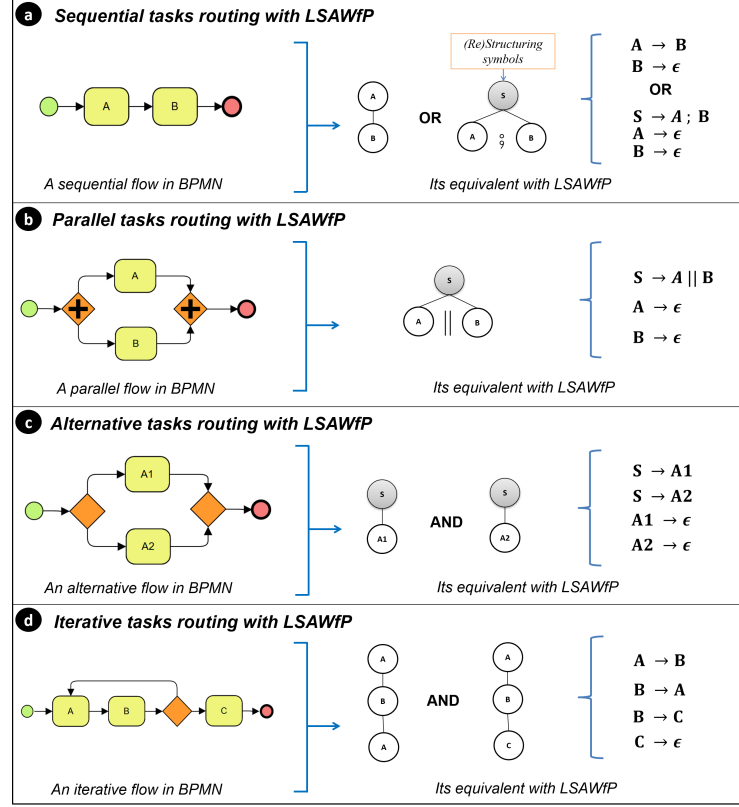 a Sequential tasks routing with LSAWfP
(Re)Structuring
symbols
A B
A
B
OR
S
A ; B
A → B
B → ϵ
OR
S → A ; B
A → ϵ
B → ϵ
A sequential flow in BPMN
Its equivalent with LSAWfP
b Parallel tasks routing with LSAWfP
A
B
S
A || B
S → A || B
A → ϵ
B → ϵ
A parallel flow in BPMN
Its equivalent with LSAWfP
c Alternative tasks routing with LSAWfP
A1
A2
S
A1
AND
S
A2
S → A1
S → A2
A1 → ϵ
A2 → ϵ
An alternative flow in BPMN
Its equivalent with LSAWfP
d Iterative tasks routing with LSAWfP
A B C
A
B
A
AND
A
B
C
A → B
B → A
B → C
C → ϵ
An iterative flow in BPMN
Its equivalent with LSAWfP